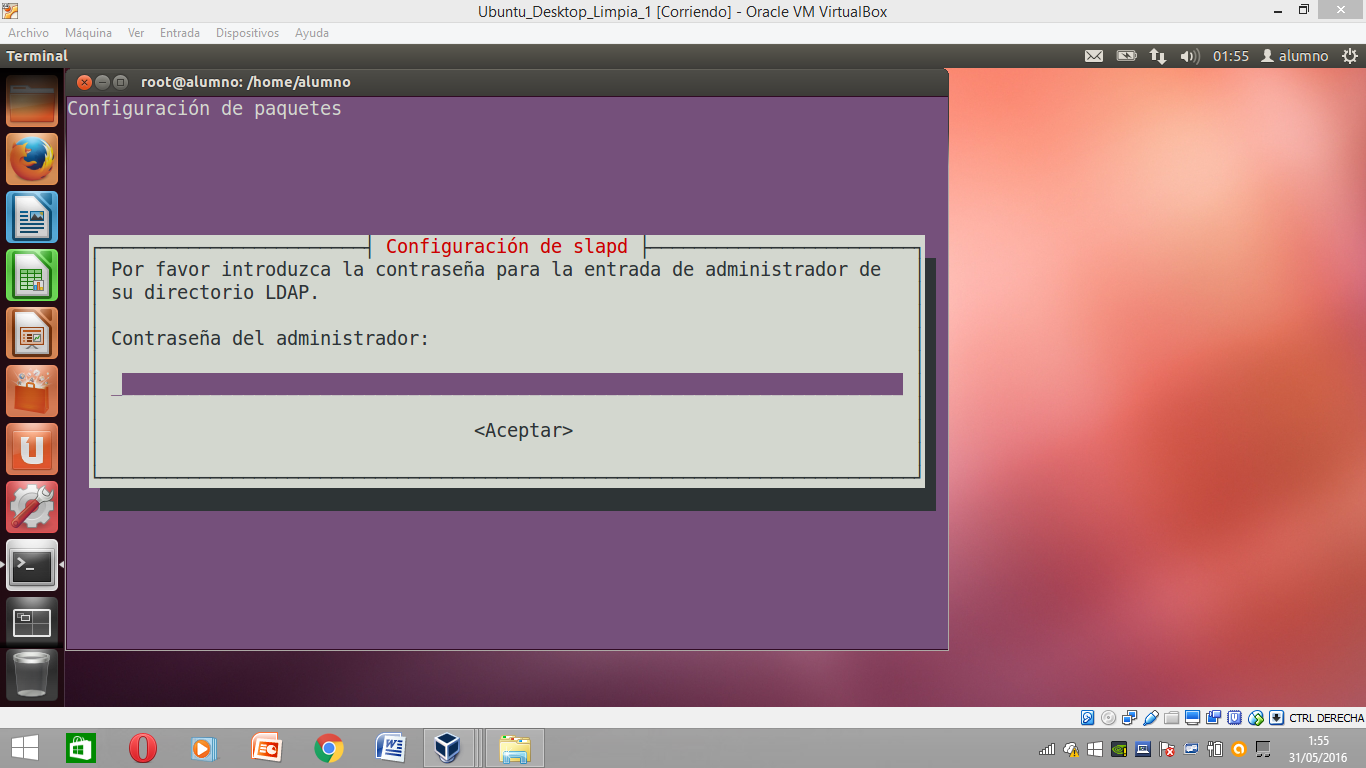 Ubuntu_Desktop_Limpia_1 [Corriendo] - Oracle VM VirtualBox
Archivo Máquina Ver Entrada Dispositivos Ayuda
Terminal 01:55 alumno
root@alumno: /home/alumno
Configuración de paquetes
Configuración de slapd
Por favor introduzca la contraseña para la entrada de administrador de
su directorio LDAP.
Contraseña del administrador:
<Aceptar>
CTRL DERECHA
1:55
31/05/2016